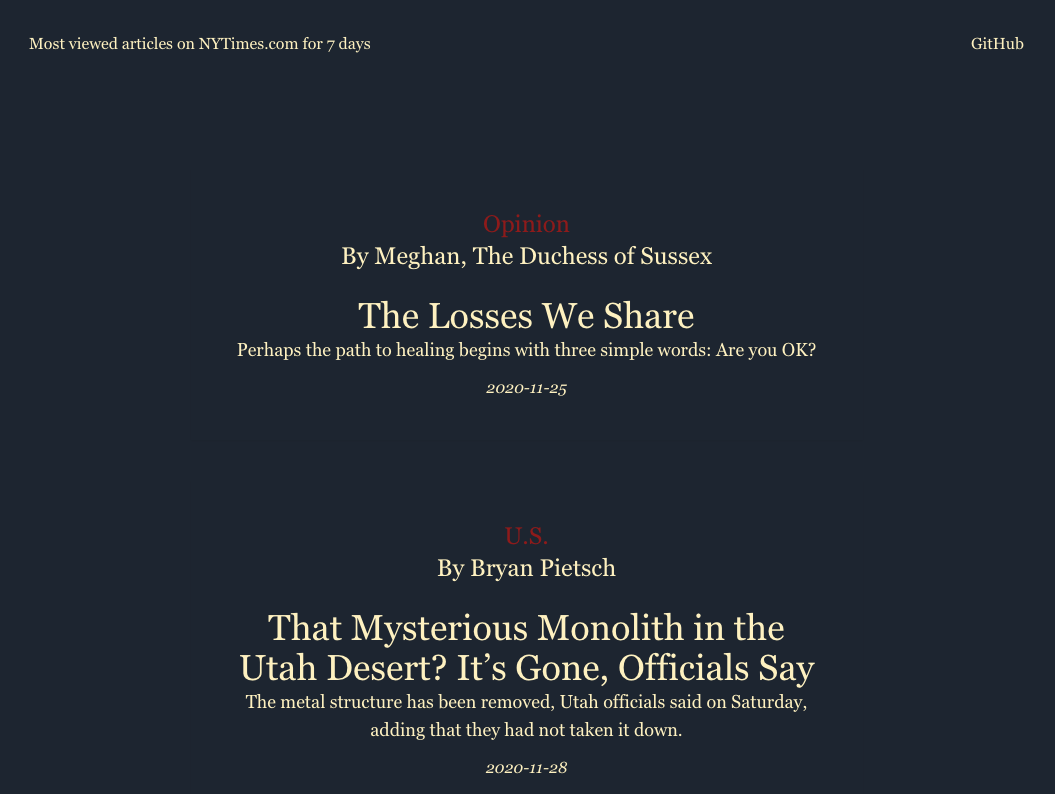 Most viewed articles on NYTimes.com for 7 days
GitHub
Opinion
By Meghan, The Duchess of Sussex
The Losses We Share
Perhaps the path to healing begins with three simple words: Are you OK?
2020-11-25
U.S.
By Bryan Pietsch
That Mysterious Monolith in the
Utah Desert? It’s Gone, Officials Say
The metal structure has been removed, Utah officials said on Saturday,
adding that they had not taken it down.
2020-11-28